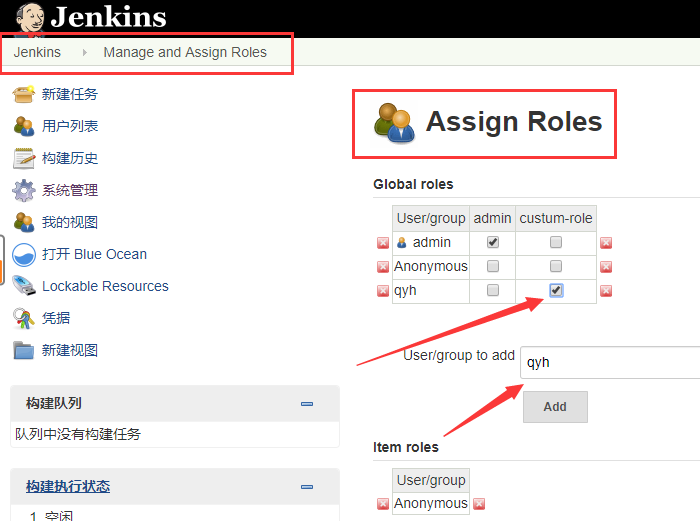 Jenkins
Jenkins Manage and Assign Roles
新建任务
用户列表
构建历史
系统管理
我的视图
打开 Blue Ocean
Lockable Resources
凭据
新建视图
构建队列
队列中没有构建任务
构建执行状态
1 空闲
Assign Roles
Global roles
User/group admin custum-role
admin
Anonymous
qyh
User/group to add qyh
Add
Item roles
User/group
Anonymous